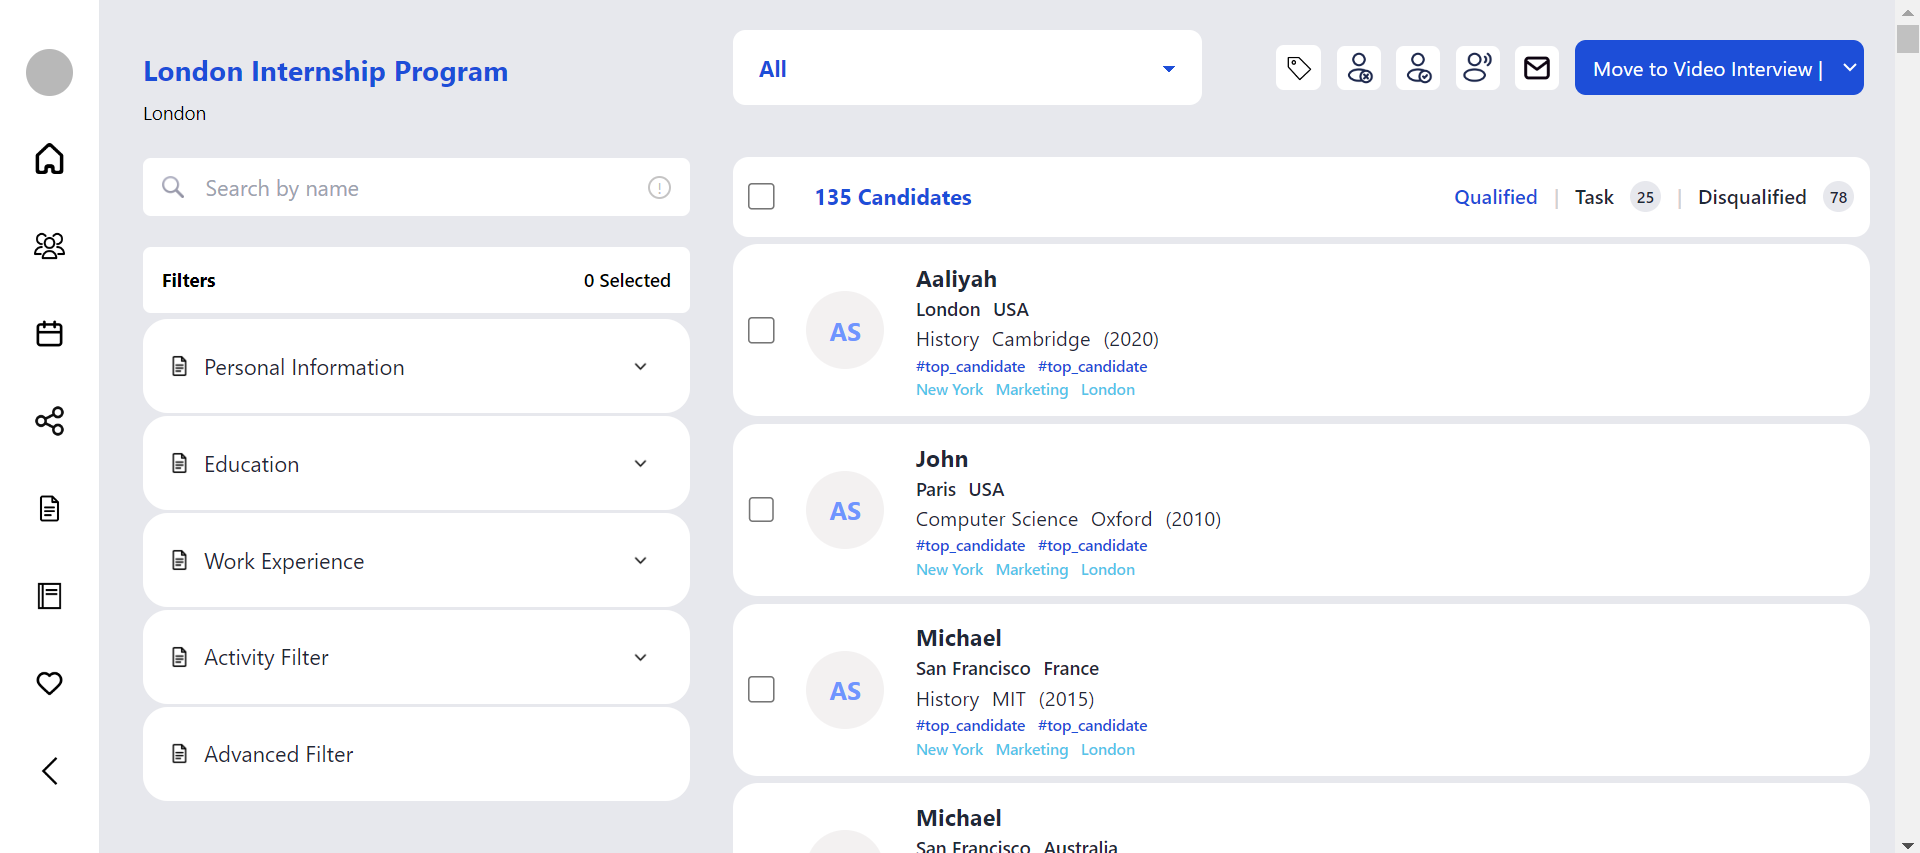 London Internship Program
London
Search by name
Filters 0 Selected
Personal Information
Education
Work Experience
Activity Filter
Advanced Filter
All
Move to Video Interview |
135 Candidates Qualified | Task 25 | Disqualified 78
AS
Aaliyah
London USA
History Cambridge (2020)
#top_candidate #top_candidate
New York Marketing London
AS
John
Paris USA
Computer Science Oxford (2010)
#top_candidate #top_candidate
New York Marketing London
AS
Michael
San Francisco France
History MIT (2015)
#top_candidate #top_candidate
New York Marketing London
Michael
San Francisco Australia